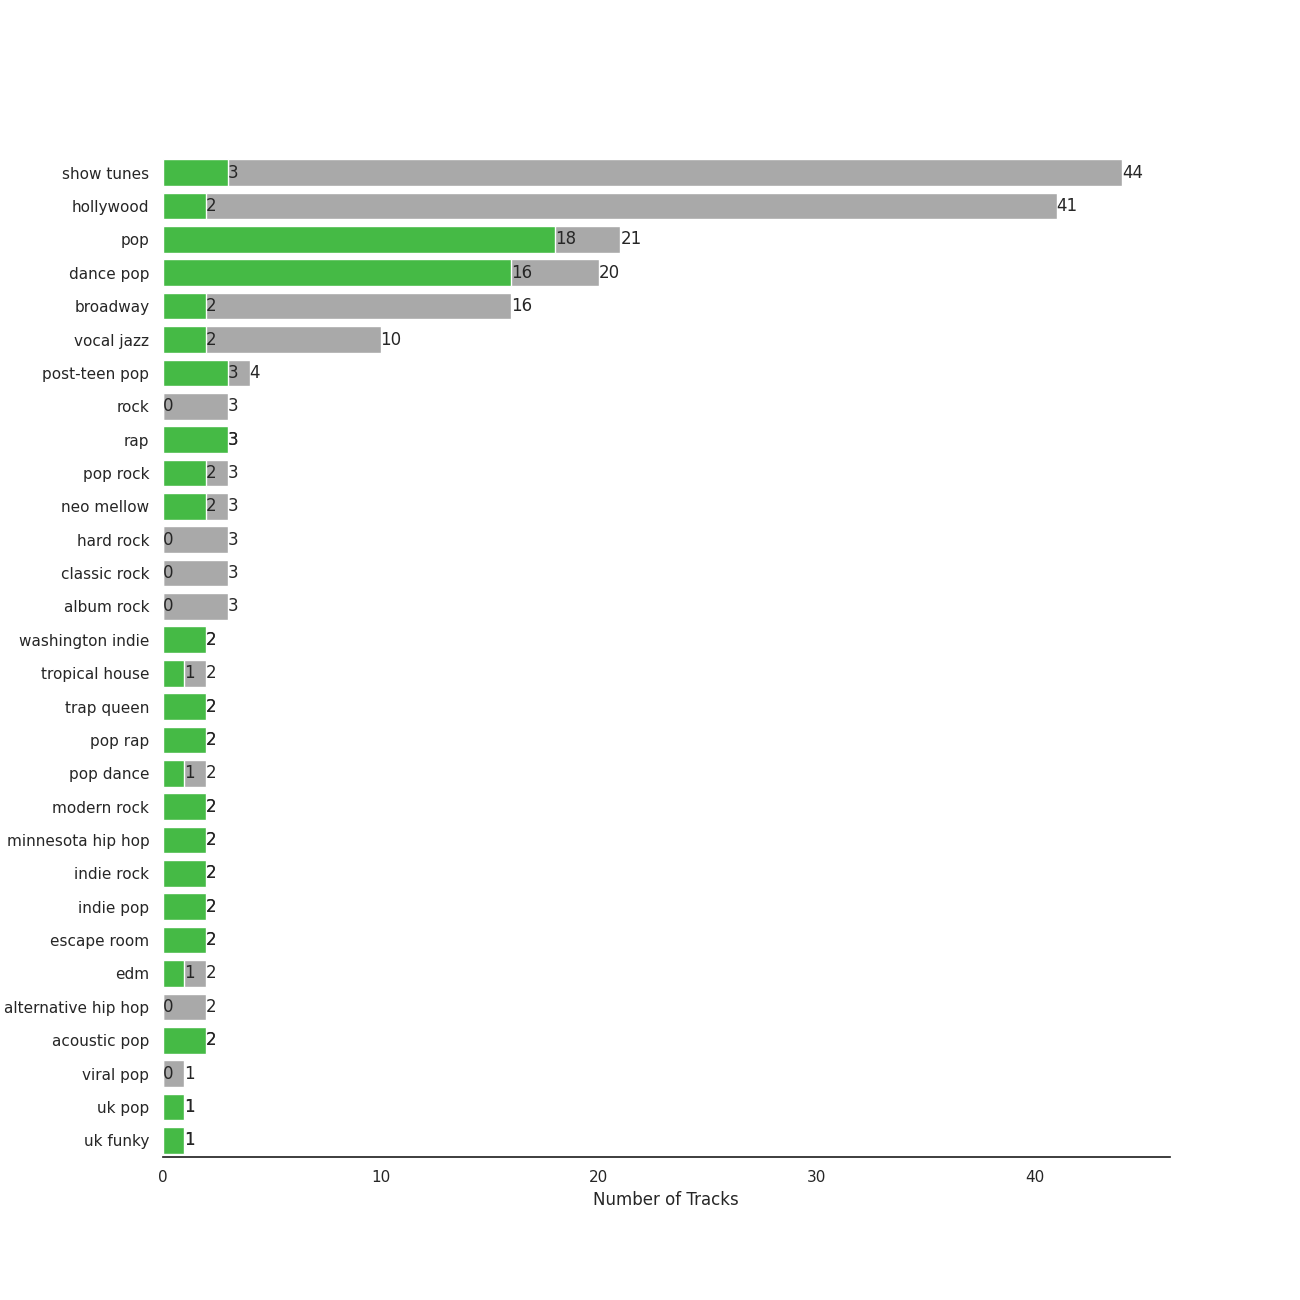 show tunes 3 44
hollywood 2 41
pop 18 21
dance pop 16 20
broadway 2 16
vocal jazz 2 10
post-teen pop 3 4
rock 0 3
rap 3
pop rock 2 3
neo mellow 2 3
hard rock 0 3
classic rock 0 3
album rock 0 3
washington indie 2
tropical house 1 2
trap queen 2
pop rap 2
pop dance 1 2
modern rock 2
minnesota hip hop 2
indie rock 2
indie pop 2
escape room 2
edm 1 2
alternative hip hop 0 2
acoustic pop 2
viral pop 0 1
uk pop 1
uk funky 1
0 10 20 30 40
Number of Tracks